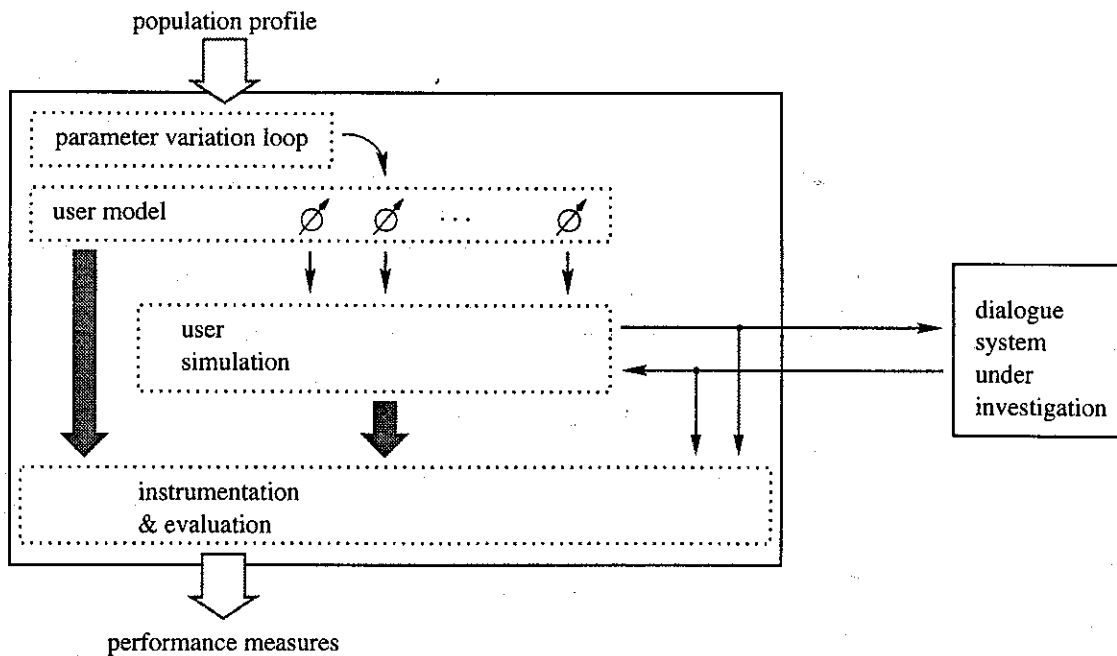 population profile
parameter variation loop
user model
...
user
simulation
dialogue
system
under
investigation
instrumentation
& evaluation
performance measures